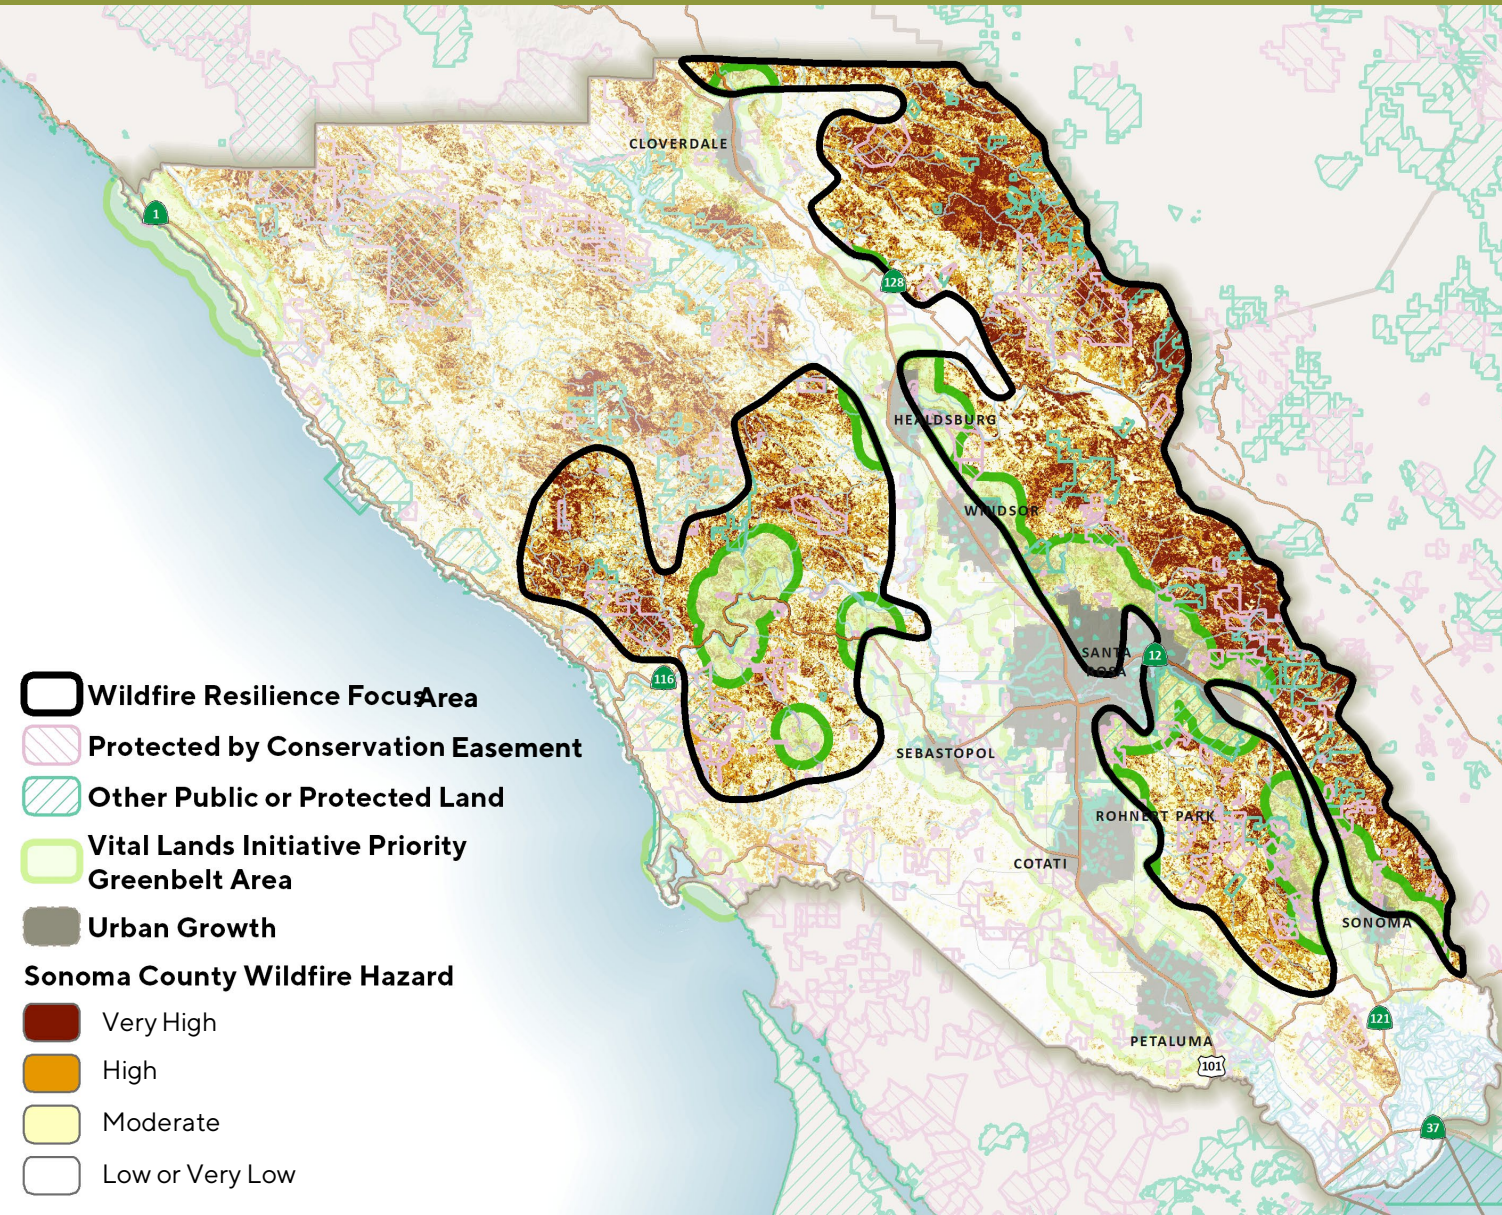 CLOVERDALE
1
128
HEALDSBURG
WINDSOR
SANTA
ROSA
12
116
SEBASTOPOL
ROHNERT PARK
COTATI
SONOMA
121
PETALUMA
101
37
Wildfire Resilience Focus Area
Protected by Conservation Easement
Other Public or Protected Land
Vital Lands Initiative Priority
Greenbelt Area
Urban Growth
Sonoma County Wildfire Hazard
Very High
High
Moderate
Low or Very Low